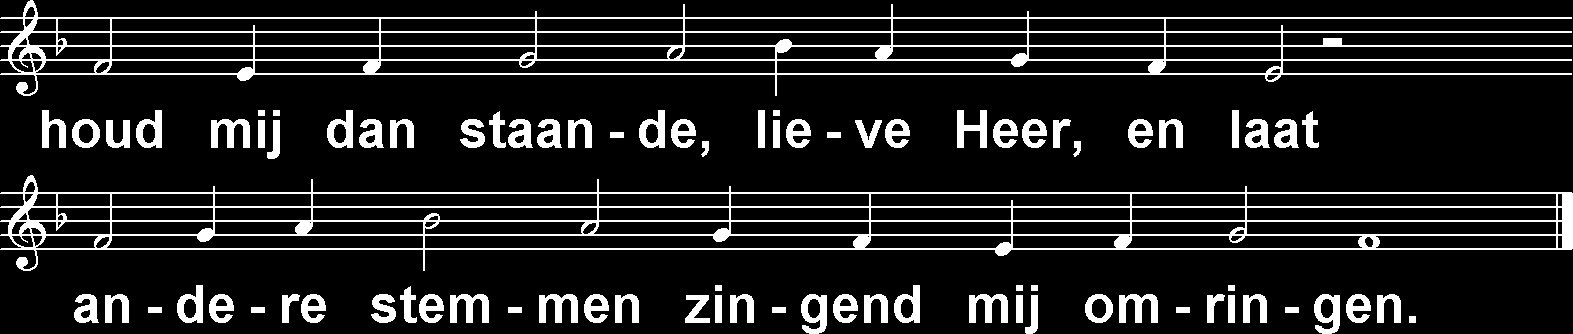 houd mij dan staan - de, lie - ve Heer, en laat
an - de - re stem - men zin - gend mij om - rin - gen.